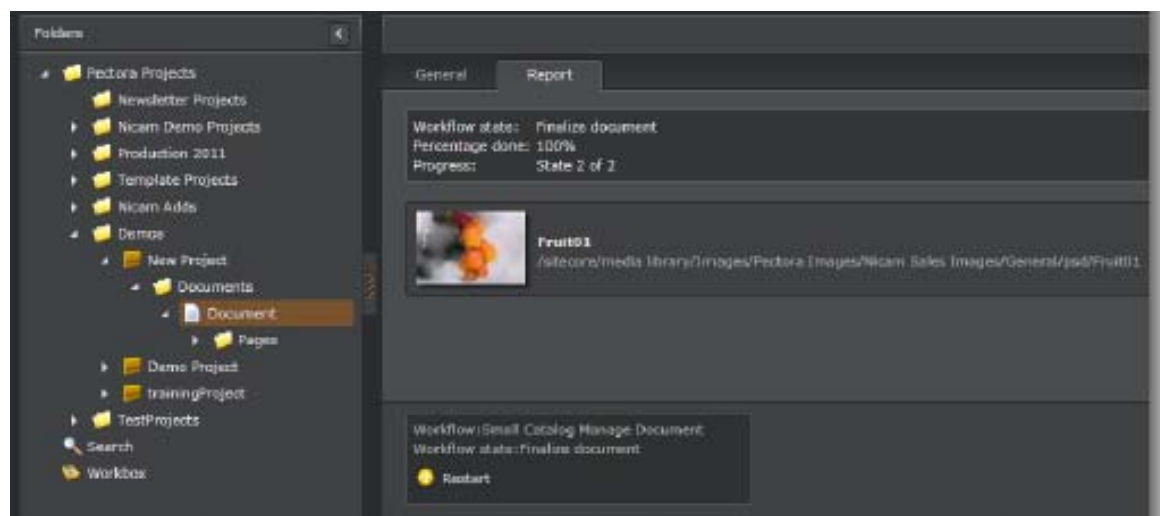 Folders
Pectora Projects
Newsletter Projects
Nicam Demo Projects
Production 2011
Template Projects
Nicam Adds
Demos
New Project
Documents
Document
Pages
Demo Project
trainingProject
TestProjects
Search
Workbox
General Report
Workflow state: Finalize document
Percentage done: 100%
Progress: State 2 of 2
Fruit01
/sitecore/media library/Images/Pectora Images/Nicam Sales Images/General/psd/Fruit01
Workflow:Small Catalog Manage Document
Workflow state:Finalize document
Restart